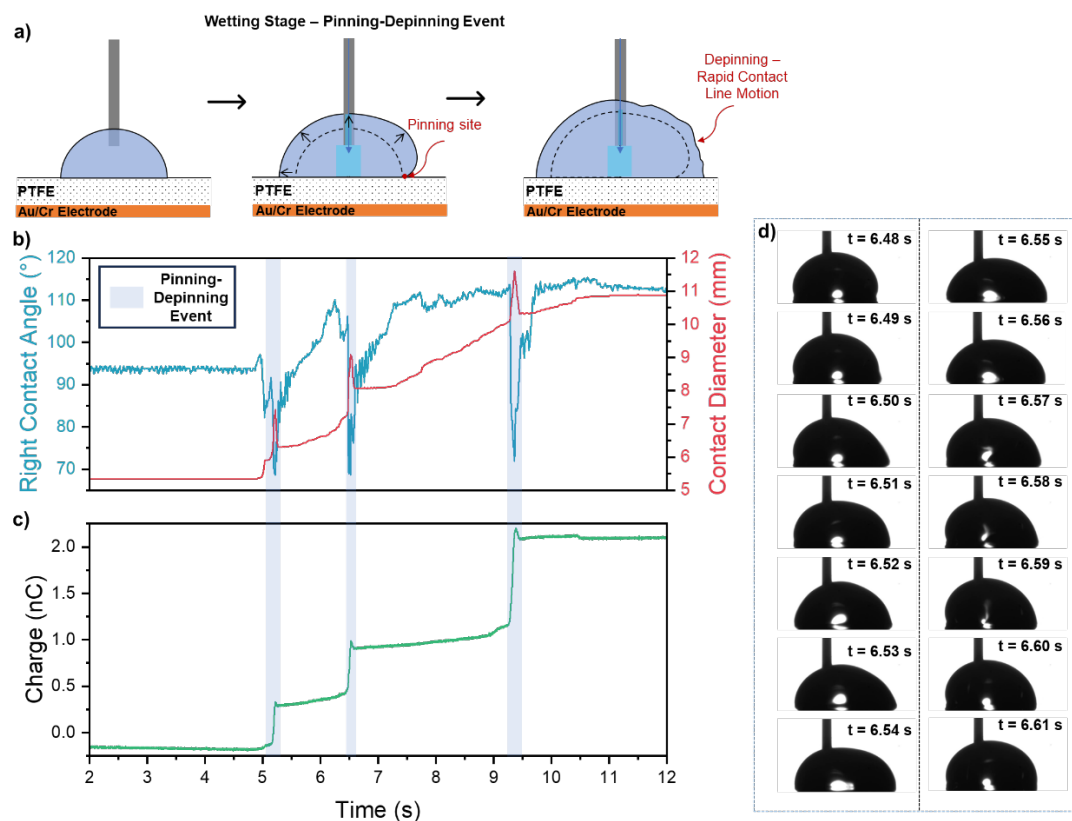 Wetting Stage – Pinning-Depinning Event
a)
Pinning site
Depinning –
Rapid Contact
Line Motion
PTFE
Au/Cr Electrode
PTFE
Au/Cr Electrode
PTFE
Au/Cr Electrode
b)
Right Contact Angle (°)
120
110
100
90
80
70
Pinning-
Depinning
Event
12
11
10
9
8
7
6
5
Contact Diameter (mm)
c)
Charge (nC)
2.0
1.5
1.0
0.5
0.0
2 3 4 5 6 7 8 9 10 11 12
Time (s)
d)
t = 6.48 s
t = 6.49 s
t = 6.50 s
t = 6.51 s
t = 6.52 s
t = 6.53 s
t = 6.54 s
t = 6.55 s
t = 6.56 s
t = 6.57 s
t = 6.58 s
t = 6.59 s
t = 6.60 s
t = 6.61 s